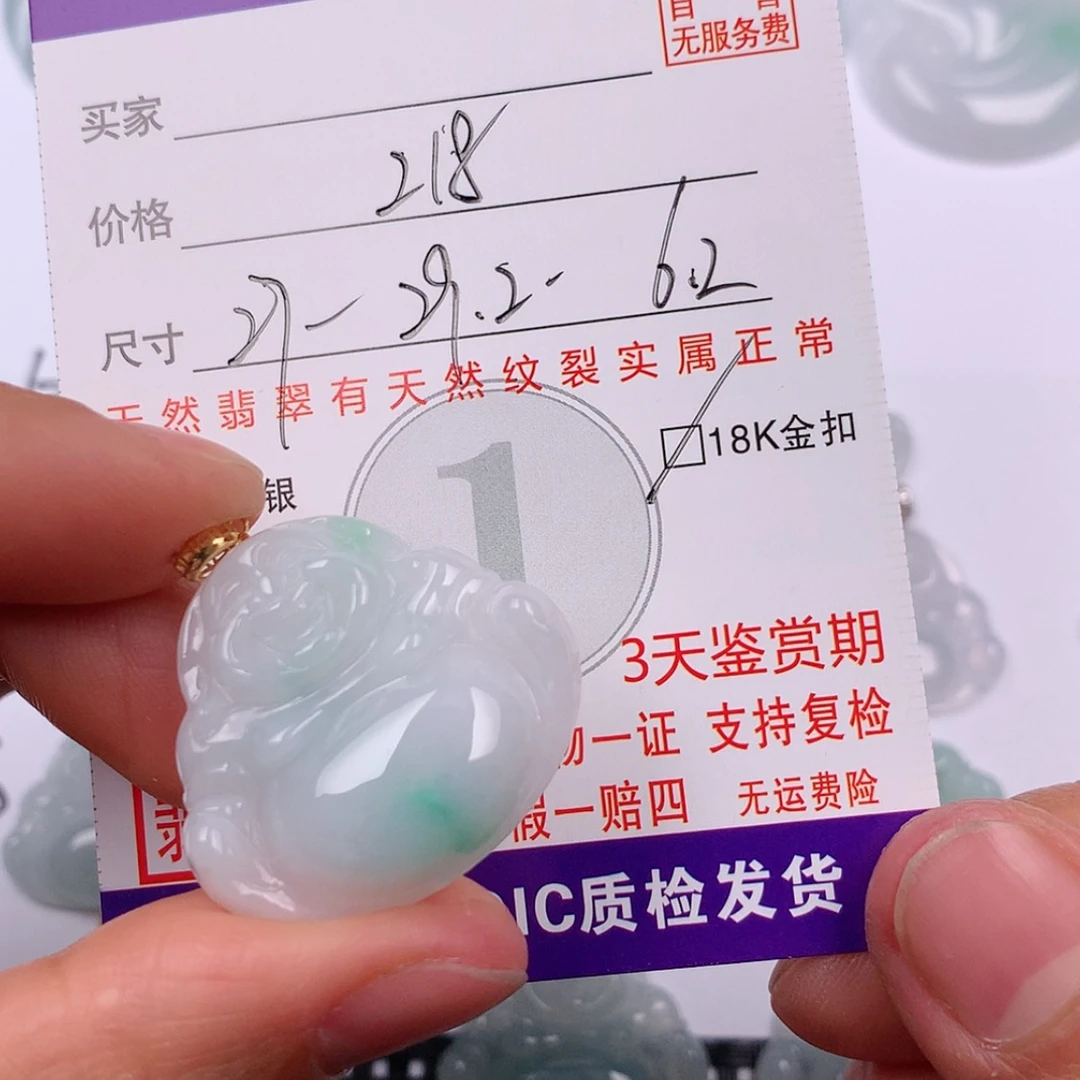 无服务费
买家
价格 218
尺寸 27-29.2-6.2
天然翡翠有天然纹裂实属正常
银 1 18K金扣
3天鉴赏期
物一证 支持复检
假一赔四 无运费险
IC质检发货